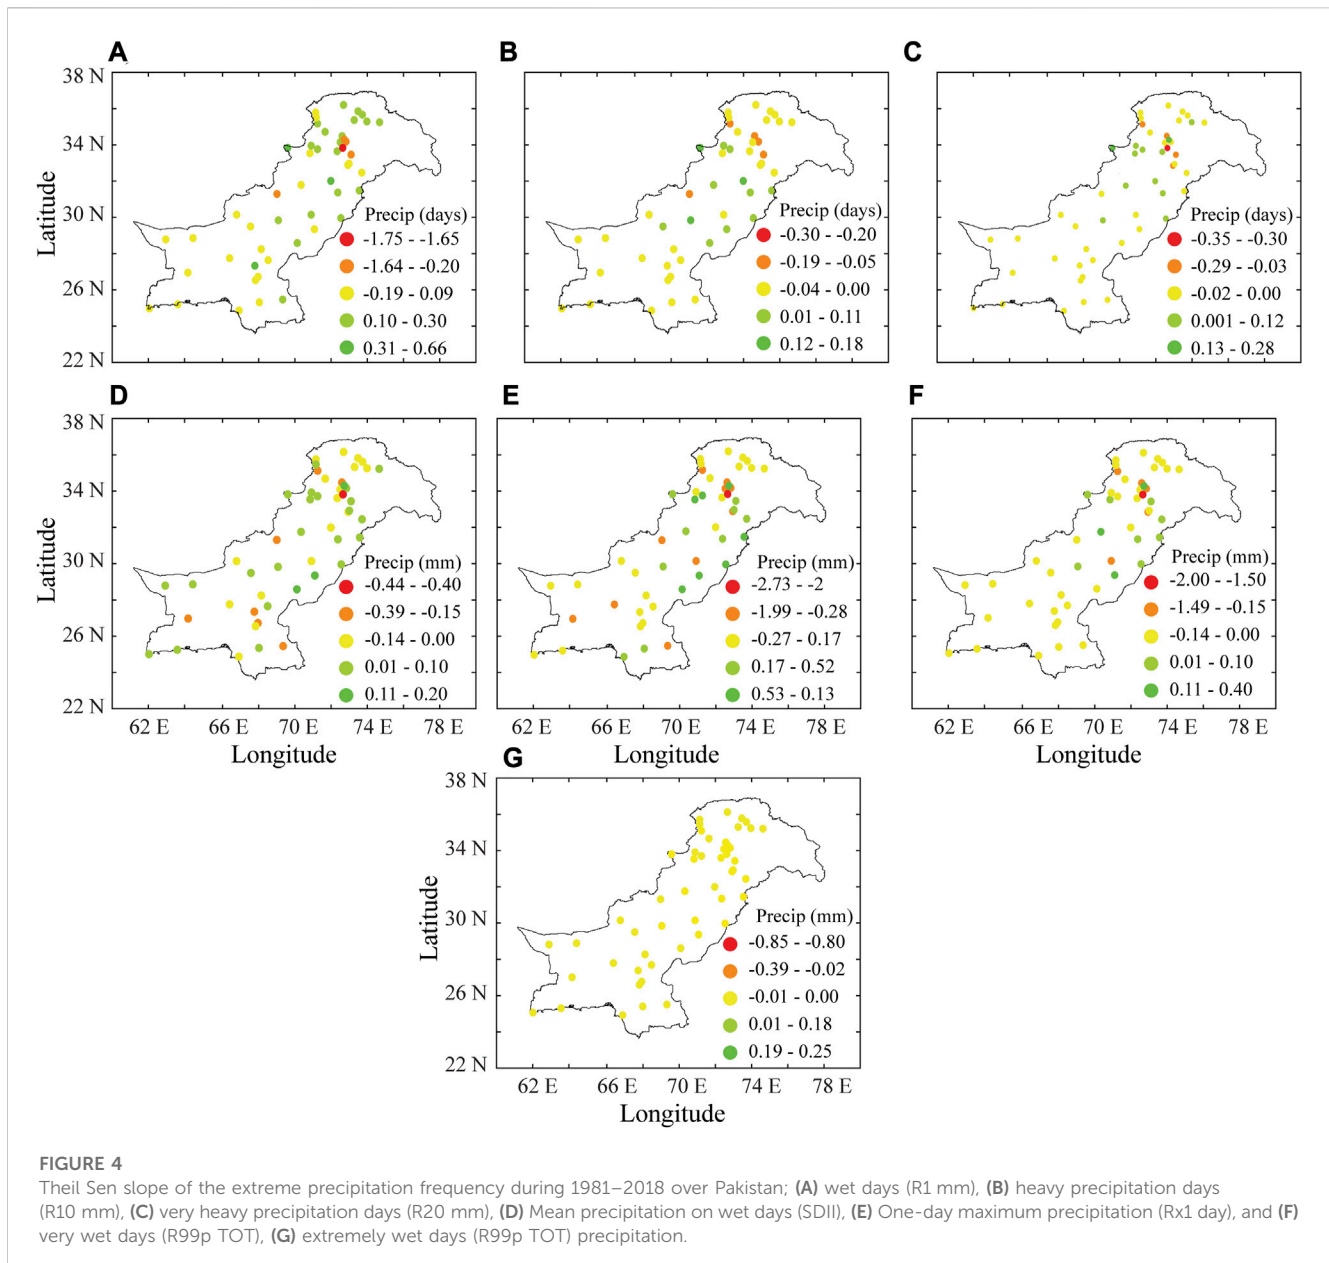 A
B
C
38 N
34 N
30 N
26 N
22 N
Latitude
Precip (days)
-1.75 - -1.65
-1.64 - -0.20
-0.19 - 0.09
0.10 - 0.30
0.31 - 0.66
Precip (days)
-0.30 - -0.20
-0.19 - -0.05
-0.04 - 0.00
0.01 - 0.11
0.12 - 0.18
Precip (days)
-0.35 - -0.30
-0.29 - -0.03
-0.02 - 0.00
0.001 - 0.12
0.13 - 0.28
D
E
F
38 N
34 N
30 N
26 N
22 N
Latitude
Precip (mm)
-0.44 - -0.40
-0.39 - -0.15
-0.14 - 0.00
0.01 - 0.10
0.11 - 0.20
Precip (mm)
-2.73 - -2
-1.99 - -0.28
-0.27 - 0.17
0.17 - 0.52
0.53 - 0.13
Precip (mm)
-2.00 - -1.50
-1.49 - -0.15
-0.14 - 0.00
0.01 - 0.10
0.11 - 0.40
62 E 66 E 70 E 74 E 78 E
Longitude
62 E 66 E 70 E 74 E 78 E
Longitude
G
38 N
34 N
30 N
26 N
22 N
Latitude
Precip (mm)
-0.85 - -0.80
-0.39 - -0.02
-0.01 - 0.00
0.01 - 0.18
0.19 - 0.25
62 E 66 E 70 E 74 E 78 E
Longitude
FIGURE 4
Theil Sen slope of the extreme precipitation frequency during 1981–2018 over Pakistan; (A) wet days (R1 mm), (B) heavy precipitation days
(R10 mm), (C) very heavy precipitation days (R20 mm), (D) Mean precipitation on wet days (SDII), (E) One-day maximum precipitation (Rx1 day), and (F)
very wet days (R99p TOT), (G) extremely wet days (R99p TOT) precipitation.